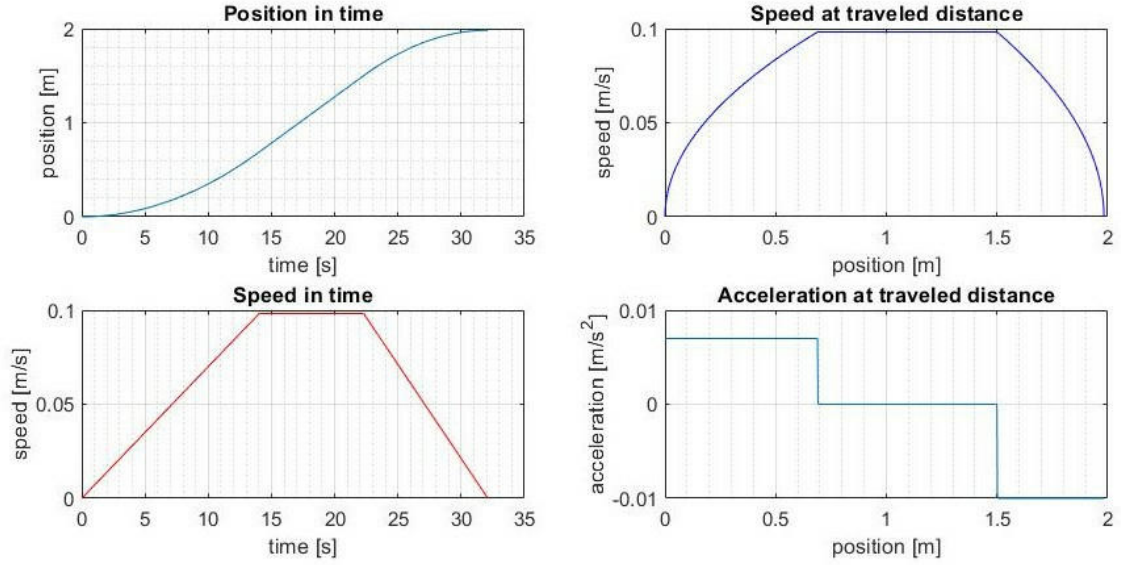 Position in time
2
1
0
position [m]
0 5 10 15 20 25 30 35
time [s]
Speed at traveled distance
0.1
0.05
0
speed [m/s]
0 0.5 1 1.5 2
position [m]
Speed in time
0.1
0.05
0
speed [m/s]
0 5 10 15 20 25 30 35
time [s]
Acceleration at traveled distance
0.01
0
-0.01
acceleration [m/s²]
0 0.5 1 1.5 2
position [m]